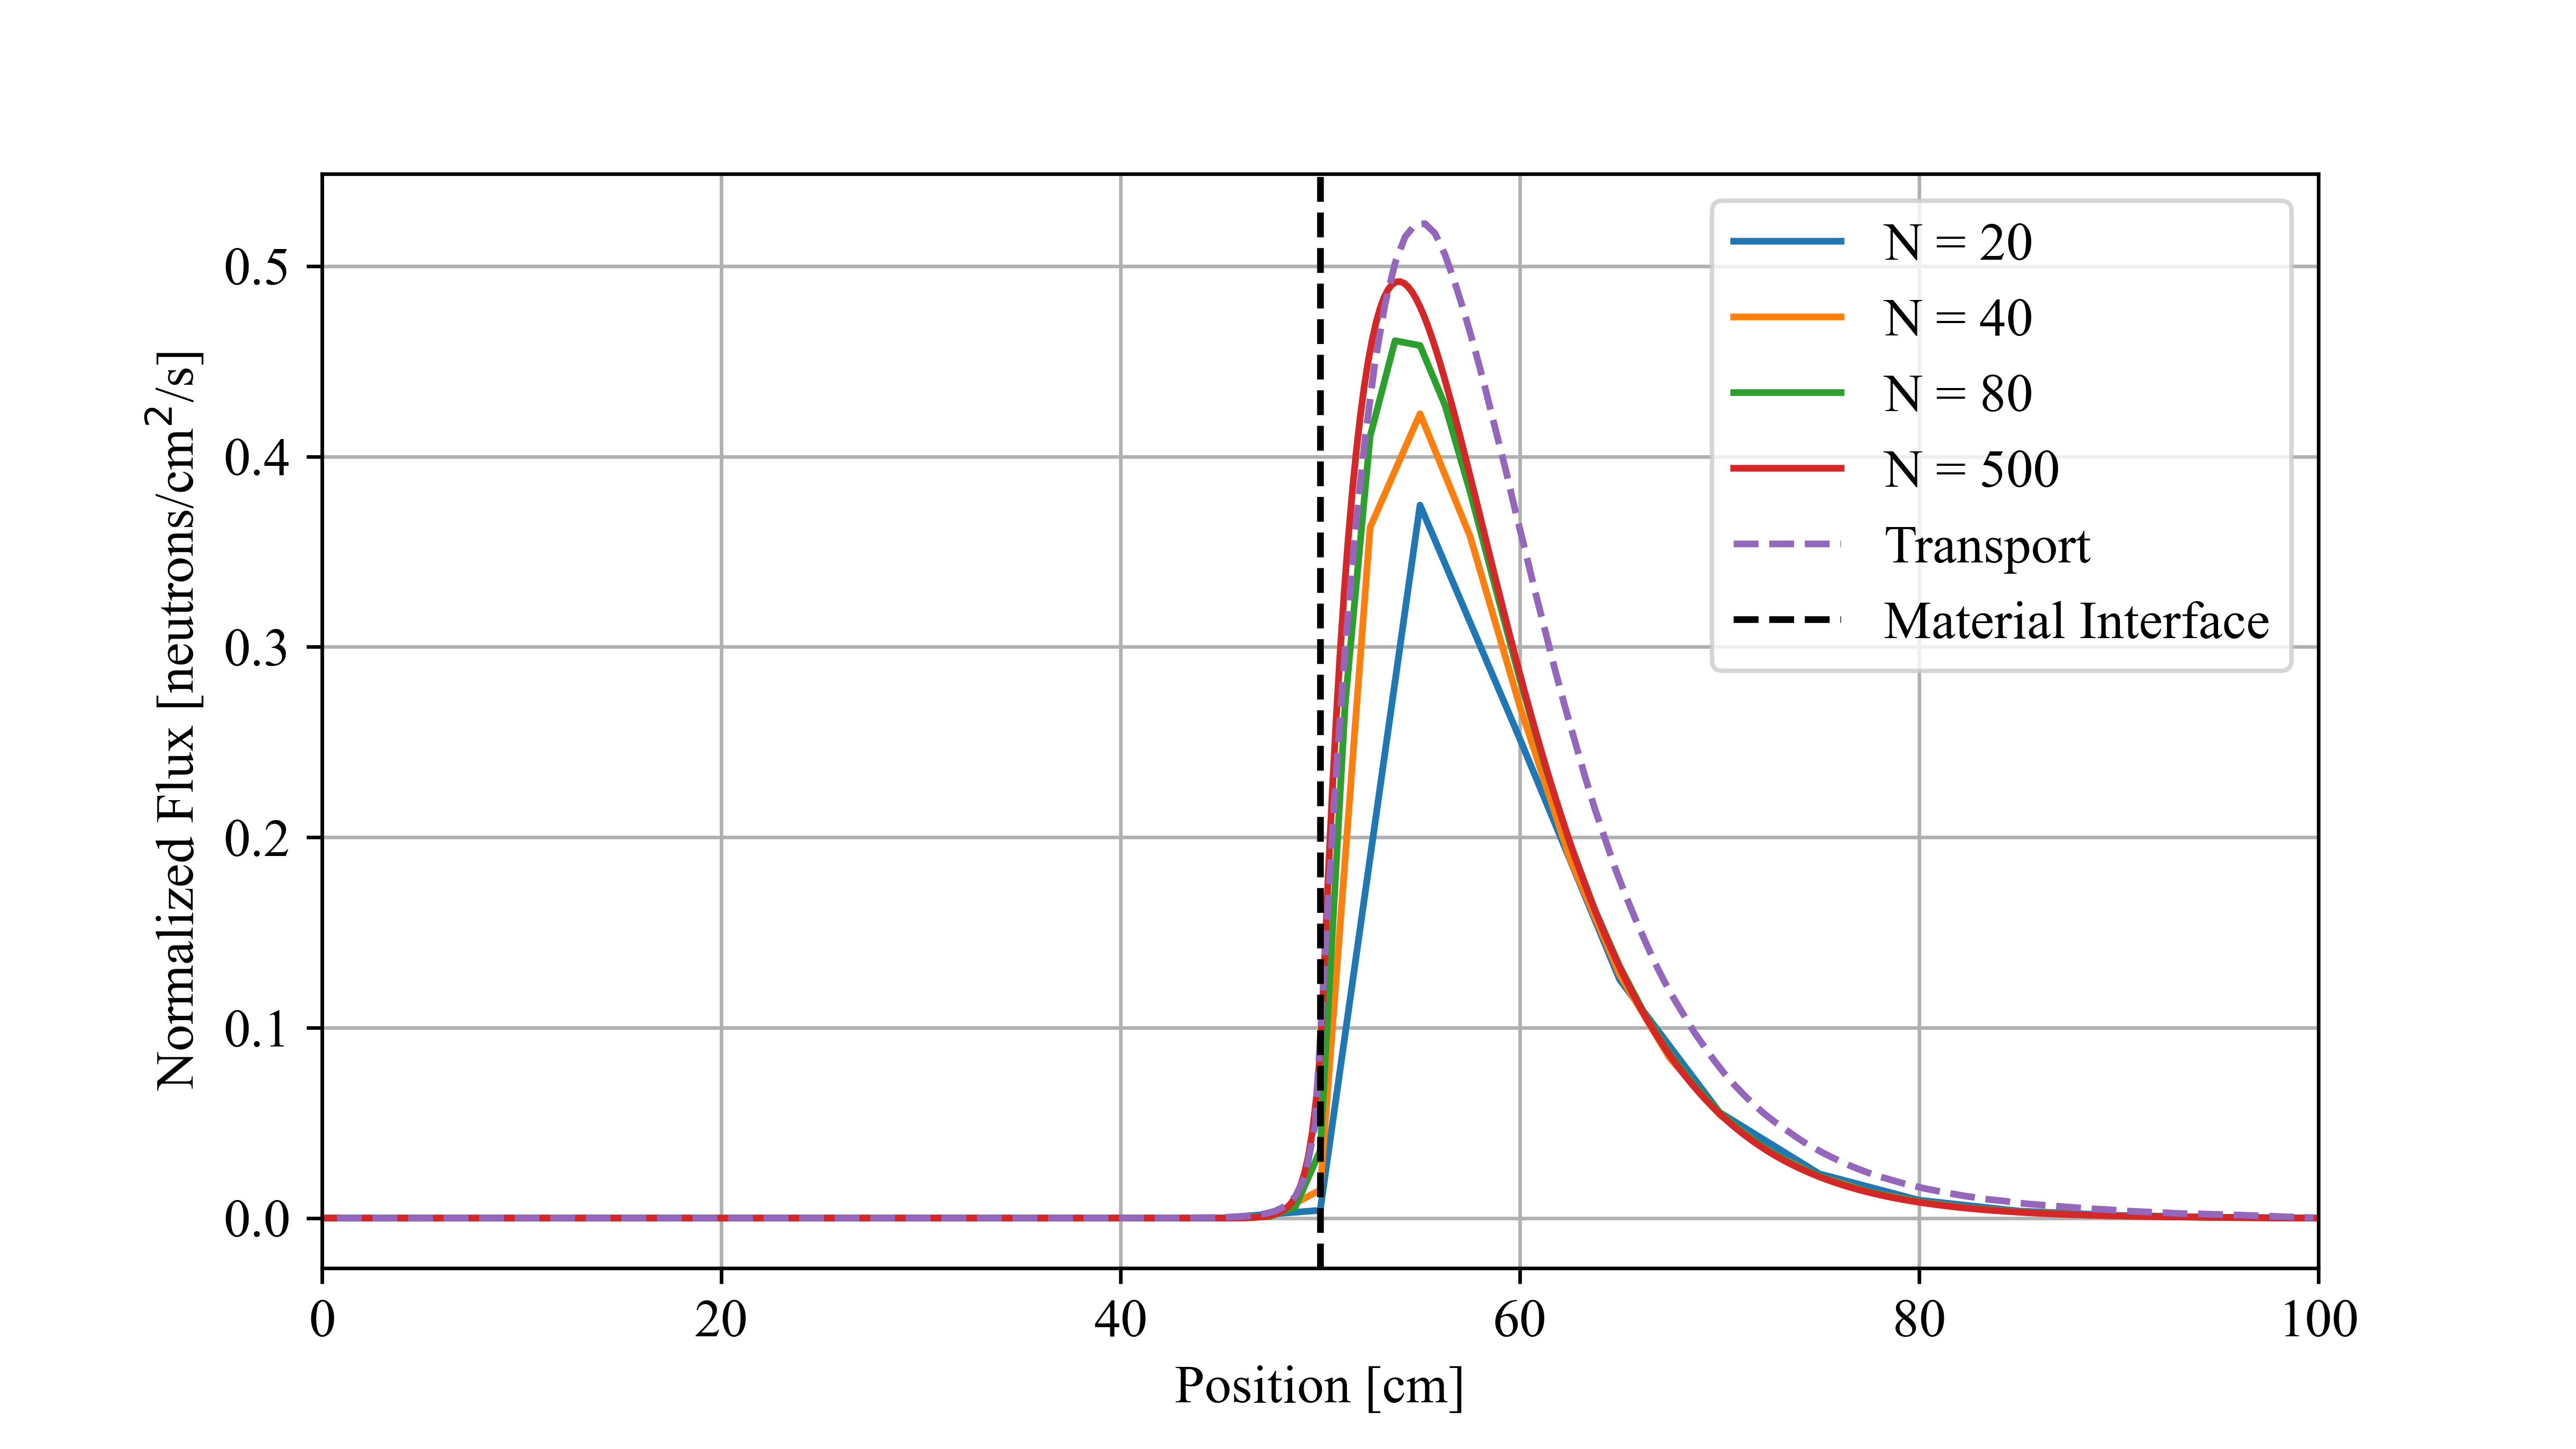 Normalized Flux [neutrons/cm²/s]
0.5
0.4
0.3
0.2
0.1
0.0
0 20 40 60 80 100
Position [cm]
N = 20
N = 40
N = 80
N = 500
Transport
Material Interface